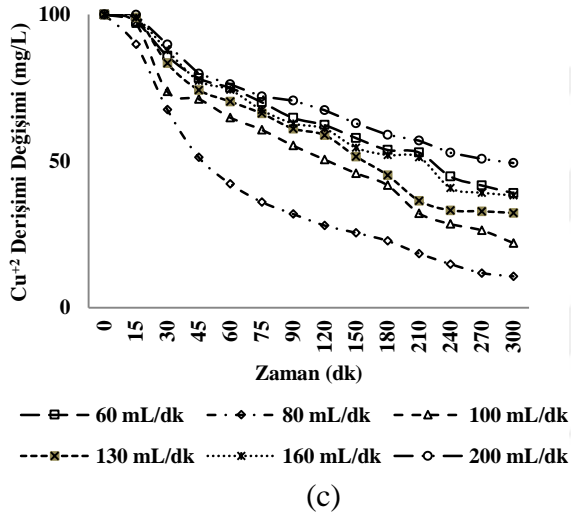 Cu+2 Derişimi Değişimi (mg/L)
100
50
0
0 15 30 45 60 75 90 120 150 180 210 240 270 300
Zaman (dk)
60 mL/dk 80 mL/dk 100 mL/dk
130 mL/dk 160 mL/dk 200 mL/dk
(c)